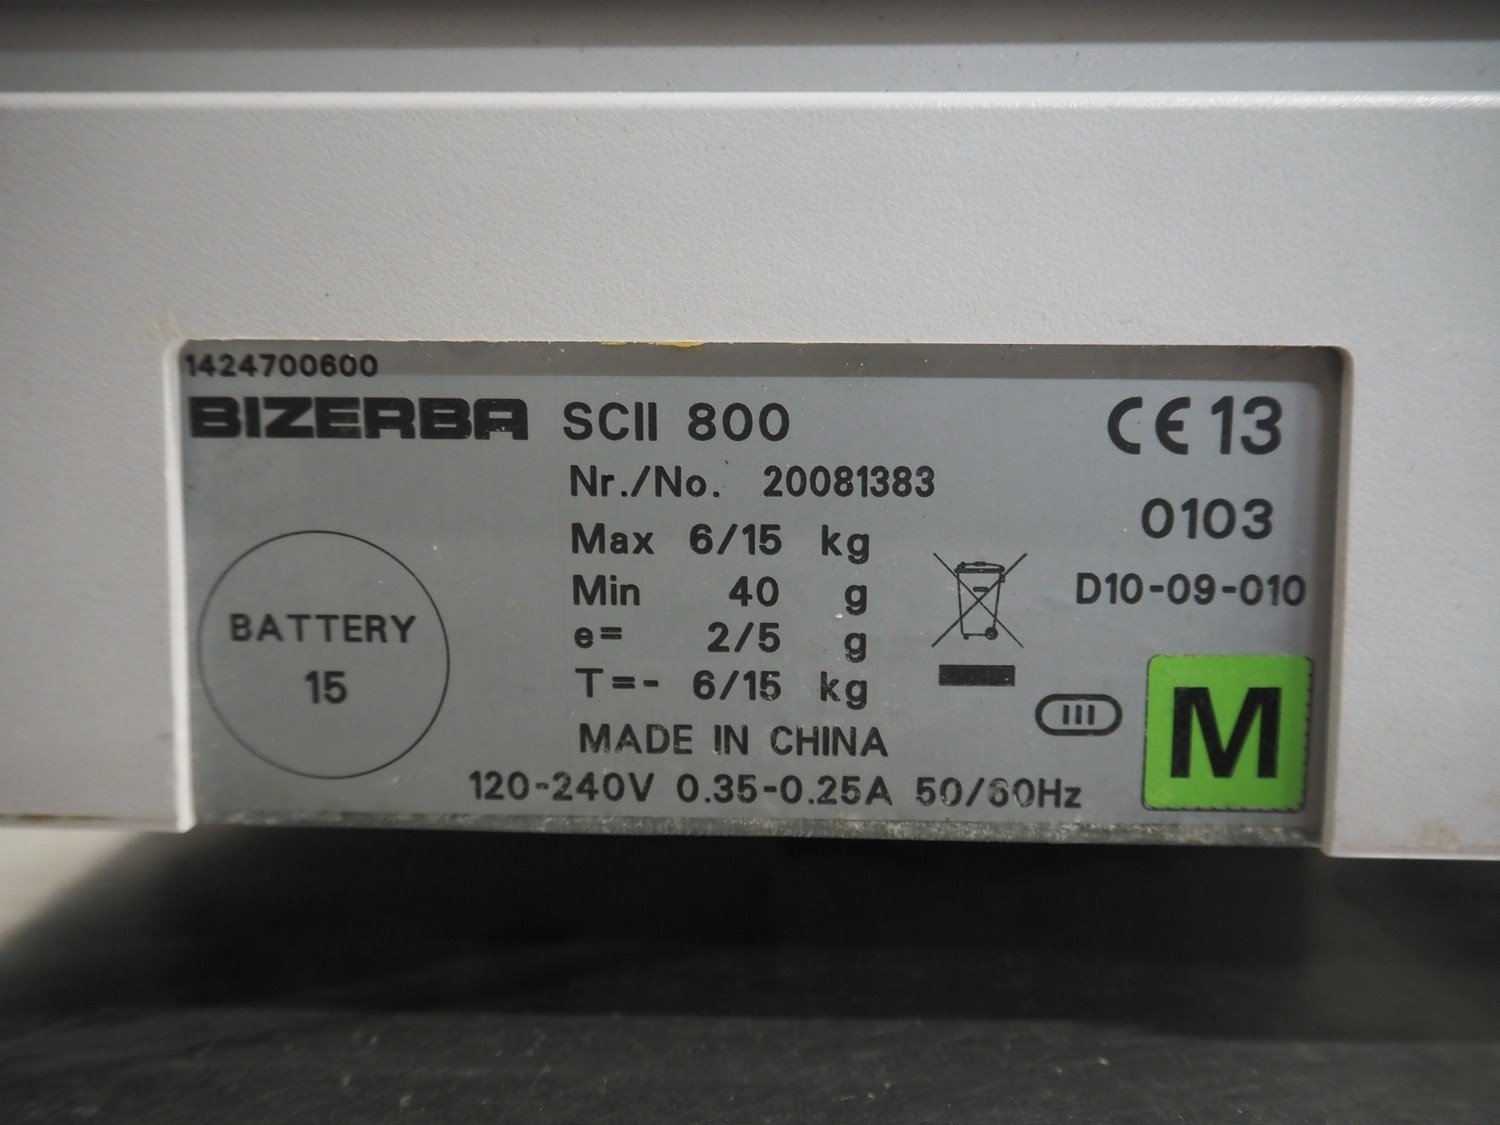 1424700600
BIZERBA SCII 800
Nr./No. 20081383
Max 6/15 kg
Min 40 g
e= 2/5 g
T=- 6/15 kg
MADE IN CHINA
120-240V 0.35-0.25A 50/60Hz
BATTERY
15
CE 13
0103
D10-09-010
III
M